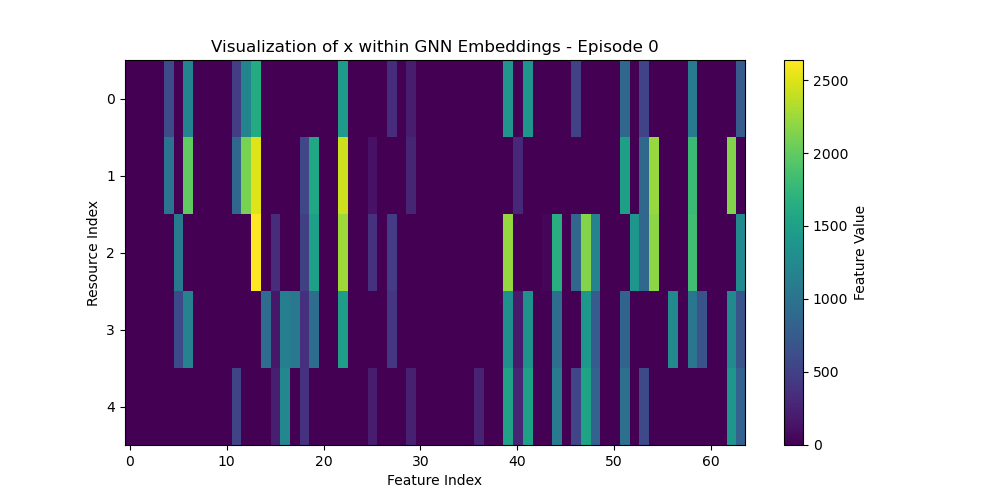 Visualization of x within GNN Embeddings - Episode 0
Resource Index
0
1
2
3
4
0 10 20 30 40 50 60
Feature Index
2500
2000
1500
1000
500
0
Feature Value